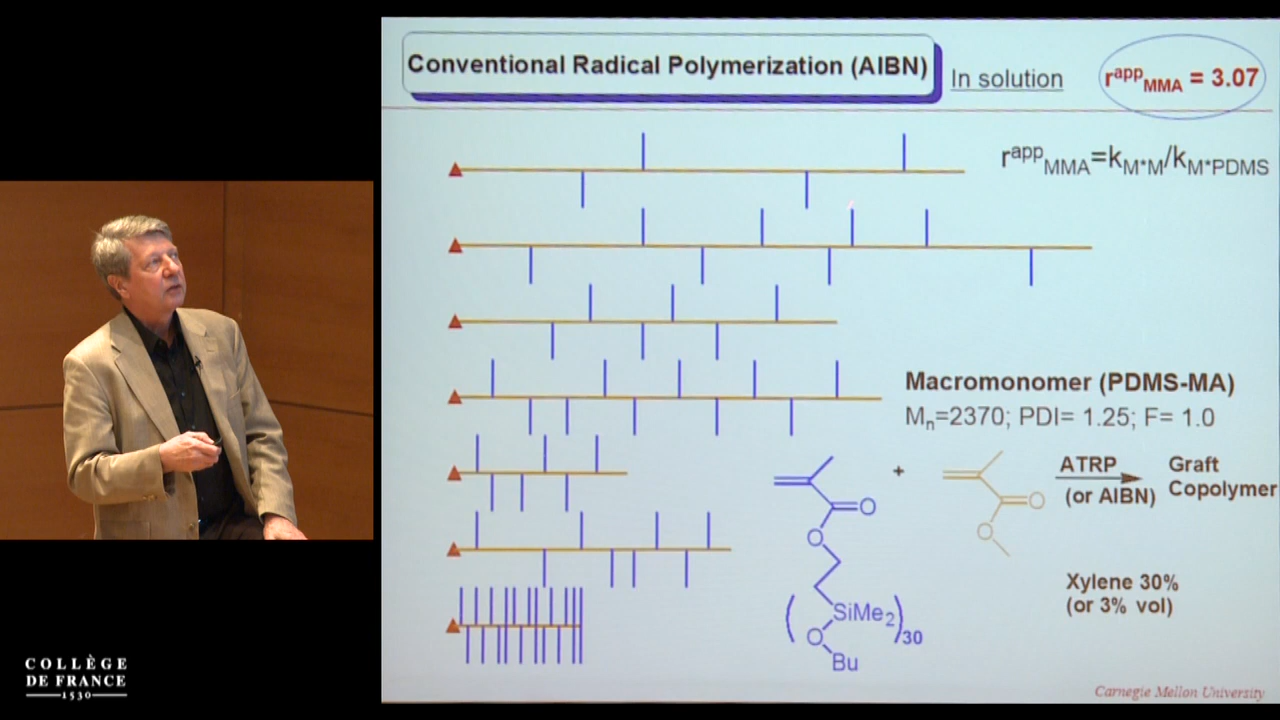 Conventional Radical Polymerization (AIBN)
In solution
r^app_MMA = 3.07
r^app_MMA=k_M*M/k_M*PDMS
Macromonomer (PDMS-MA)
M_n=2370; PDI= 1.25; F= 1.0
+
ATRP
(or AIBN)
Graft
Copolymer
O
O
O
O
SiMe2
( )30
O
Bu
Xylene 30%
(or 3% vol)
Carnegie Mellon University
COLLÈGE
DE FRANCE
1530